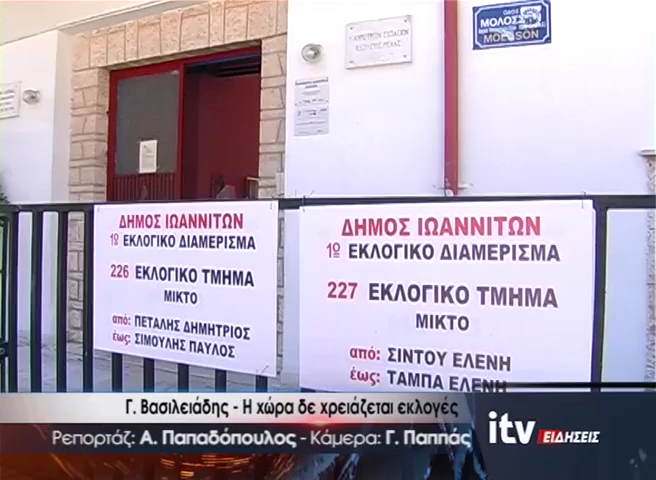 ΟΔΟΣ
ΜΟΛΟΣΣ
MOLOSSON
ΔΗΜΟΣ ΙΩΑΝΝΙΤΩΝ
1ο ΕΚΛΟΓΙΚΟ ΔΙΑΜΕΡΙΣΜΑ
226 ΕΚΛΟΓΙΚΟ ΤΜΗΜΑ
ΜΙΚΤΟ
από: ΠΕΤΑΛΗΣ ΔΗΜΗΤΡΙΟΣ
έως: ΣΙΜΟΥΛΗΣ ΠΑΥΛΟΣ
ΔΗΜΟΣ ΙΩΑΝΝΙΤΩΝ
1ο ΕΚΛΟΓΙΚΟ ΔΙΑΜΕΡΙΣΜΑ
227 ΕΚΛΟΓΙΚΟ ΤΜΗΜΑ
ΜΙΚΤΟ
από: ΣΙΝΤΟΥ ΕΛΕΝΗ
έως: ΤΑΜΠΑ ΕΛΕΝΗ
Γ. Βασιλειάδης - Η χώρα δε χρειάζεται εκλογές
Ρεπορτάζ: Α. Παπαδόπουλος - Κάμερα: Γ. Παππάς
itv ΕΙΔΗΣΕΙΣ